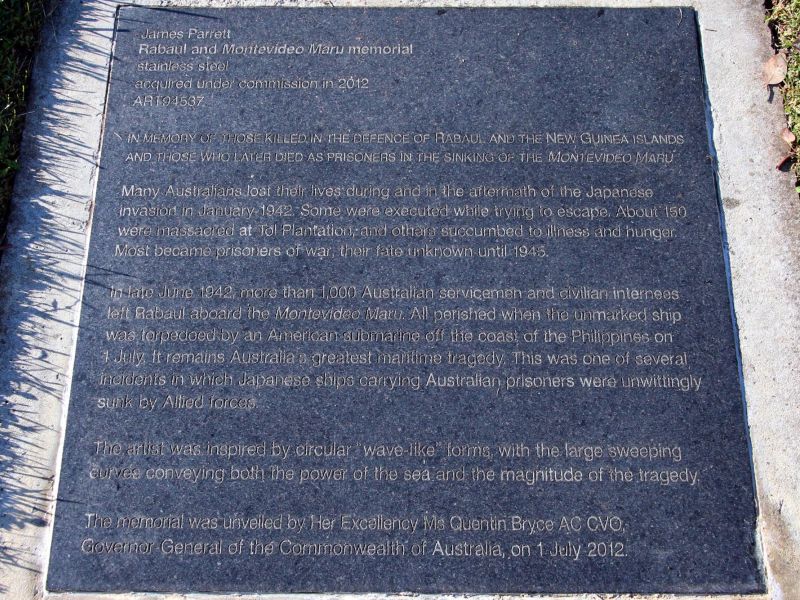 James Parrett
Rabaul and Montevideo Maru memorial
stainless steel
acquired under commission in 2012
ART94537
IN MEMORY OF THOSE KILLED IN THE DEFENCE OF RABAUL AND THE NEW GUINEA ISLANDS
AND THOSE WHO LATER DIED AS PRISONERS IN THE SINKING OF THE MONTEVIDEO MARU
Many Australians lost their lives during and in the aftermath of the Japanese
invasion in January 1942. Some were executed while trying to escape. About 150
were massacred at Tol Plantation, and others succumbed to illness and hunger.
Most became prisoners of war, their fate unknown until 1945.
In late June 1942, more than 1,000 Australian servicemen and civilian internees
left Rabaul aboard the Montevideo Maru. All perished when the unmarked ship
was torpedoed by an American submarine off the coast of the Philippines on
1 July. It remains Australia's greatest maritime tragedy. This was one of several
incidents in which Japanese ships carrying Australian prisoners were unwittingly
sunk by Allied forces.
The artist was inspired by circular "wave-like" forms, with the large sweeping
curves conveying both the power of the sea and the magnitude of the tragedy.
The memorial was unveiled by Her Excellency Ms Quentin Bryce AC CVO,
Governor-General of the Commonwealth of Australia, on 1 July 2012.